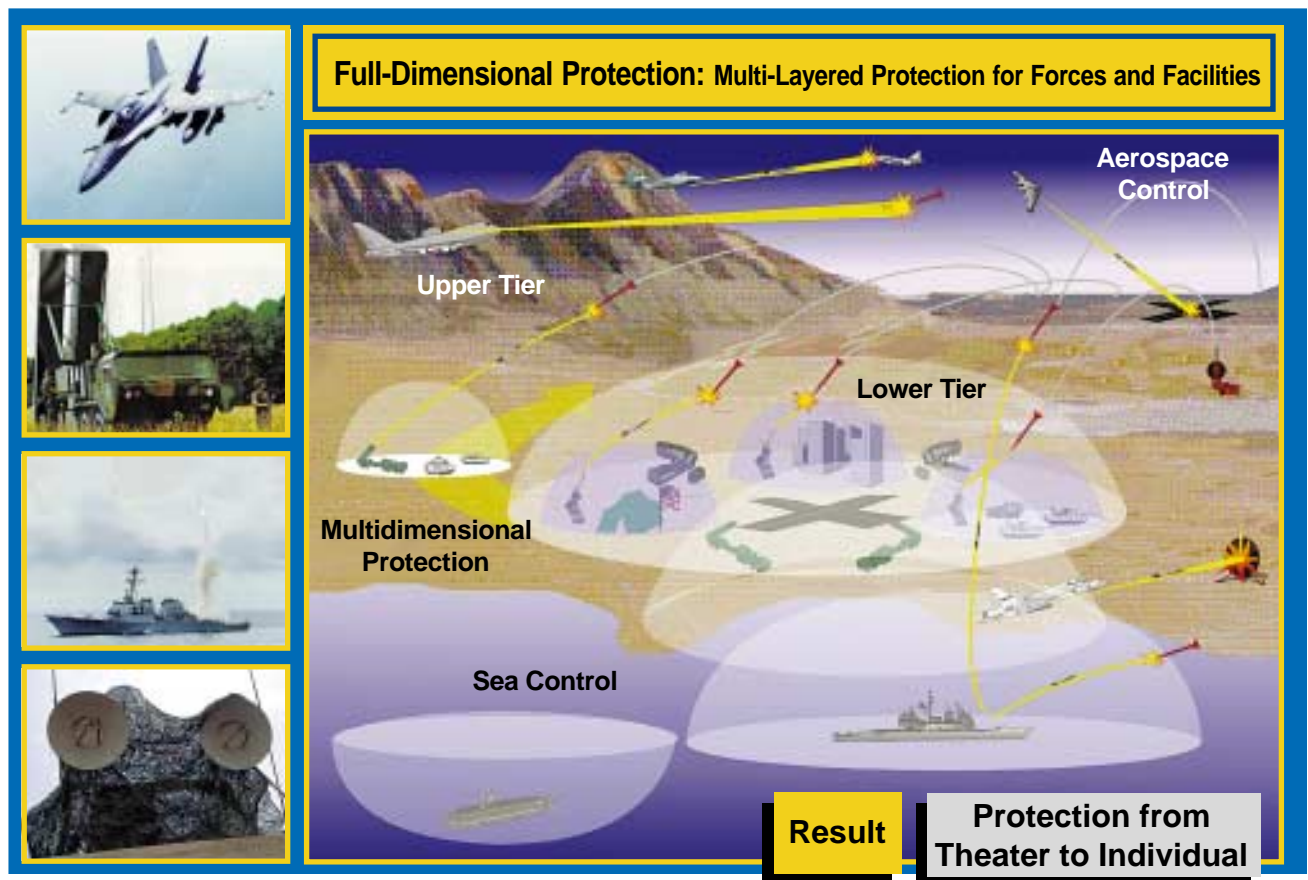 Full-Dimensional Protection: Multi-Layered Protection for Forces and Facilities
Aerospace
Control
Upper Tier
Lower Tier
Multidimensional
Protection
Sea Control
Result
Protection from
Theater to Individual